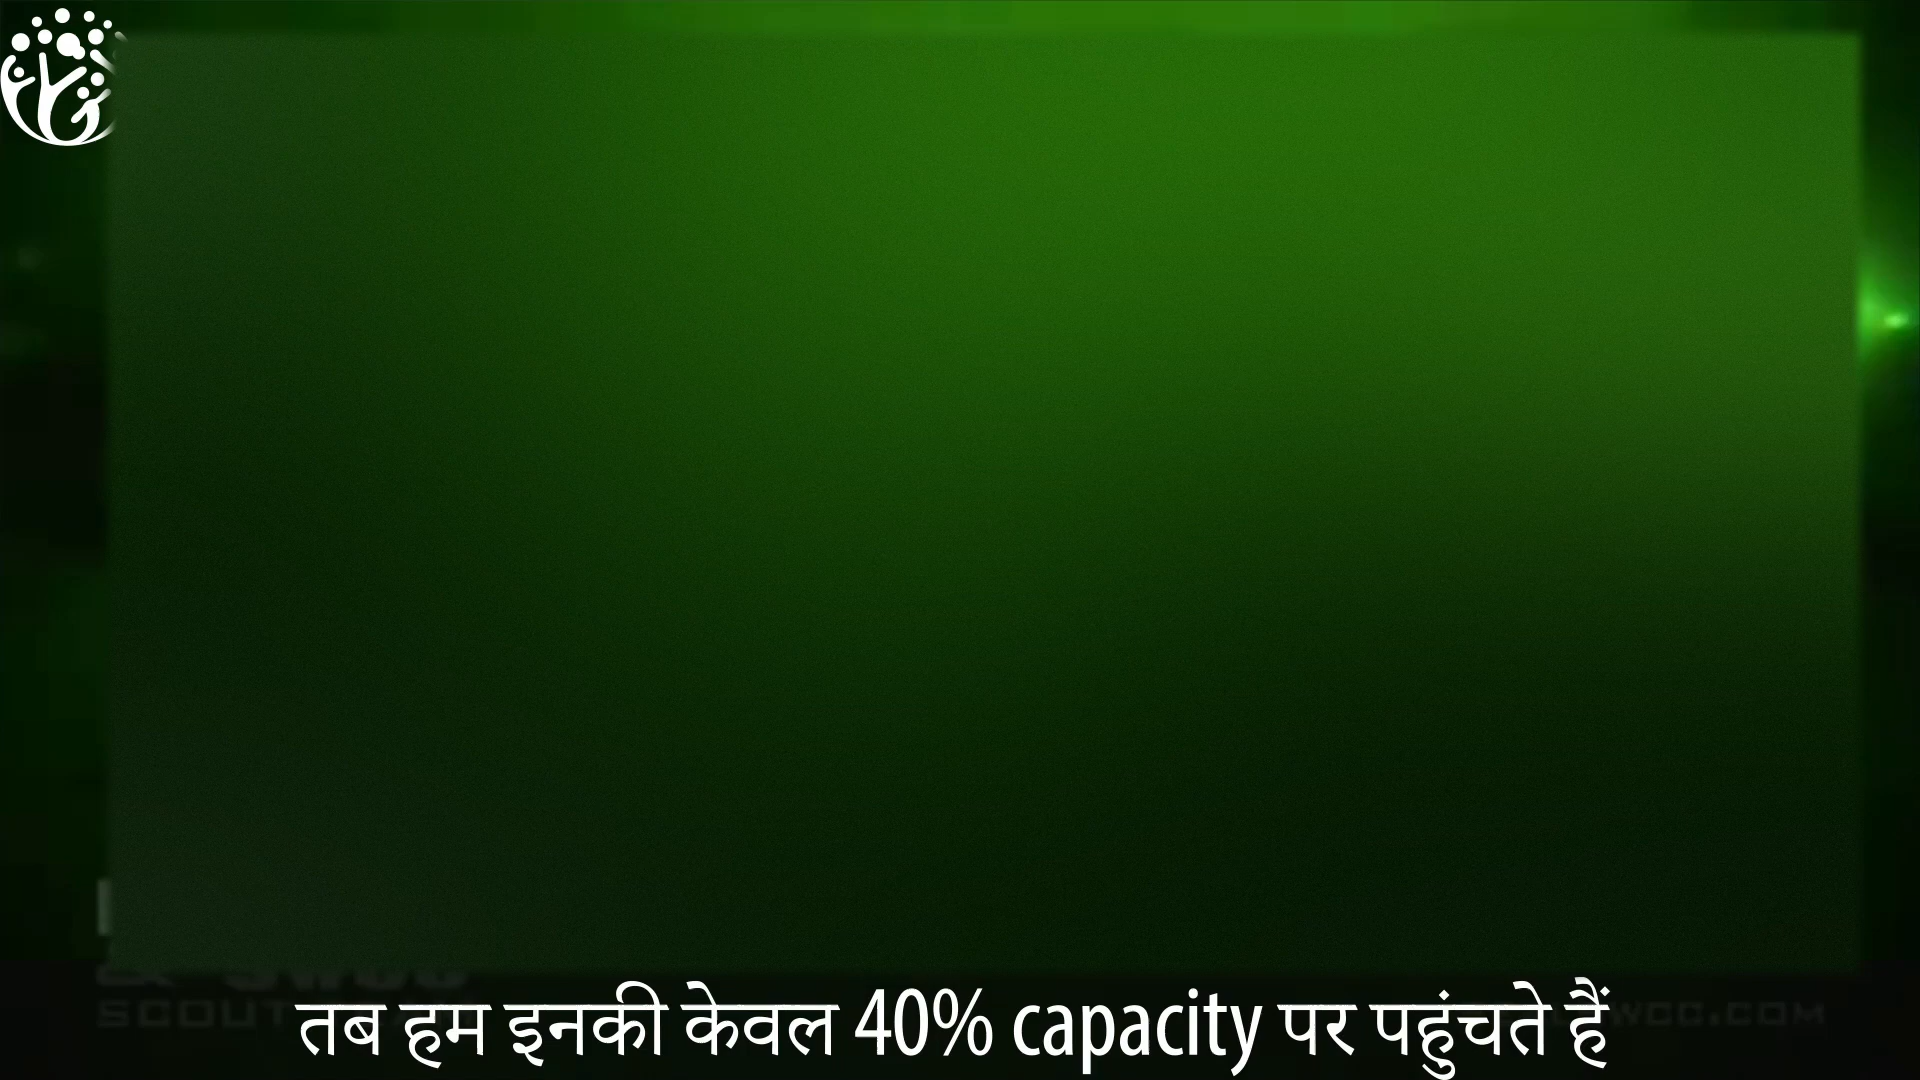 तब हम इनकी केवल 40% capacity पर पहुंचते हैं